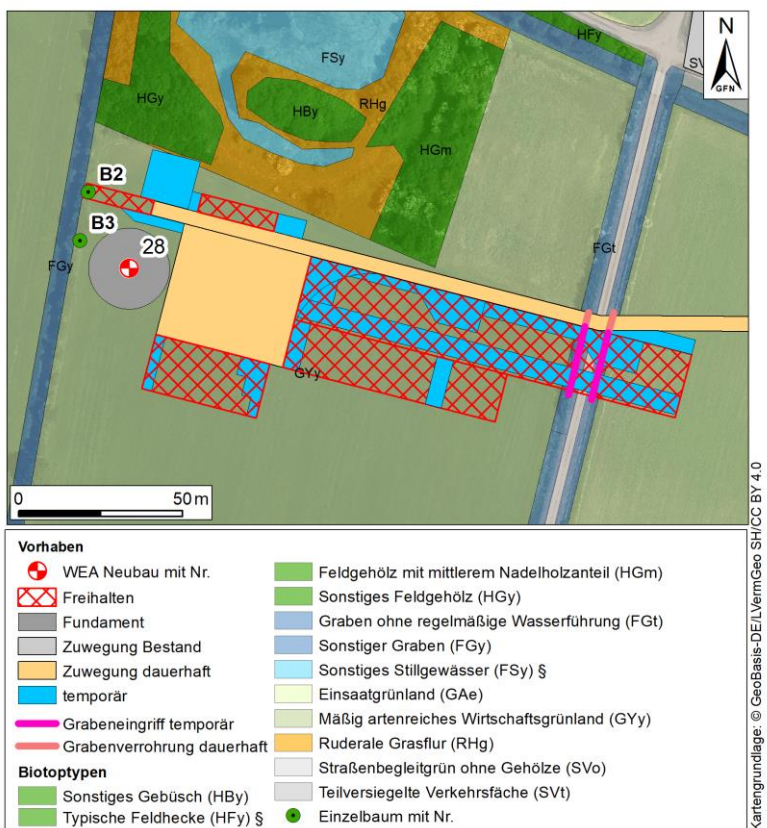 HFy
N
GFN
SV
FSy
HGy
HBy
RHg
HGm
B2
B3
28
FGy
FGt
GYy
0 50 m
Vorhaben
WEA Neubau mit Nr.
Freihalten
Fundament
Zuwegung Bestand
Zuwegung dauerhaft
temporär
Grabeneingriff temporär
Grabenverrohrung dauerhaft
Biotoptypen
Sonstiges Gebüsch (HBy)
Typische Feldhecke (HFy) §
Feldgehölz mit mittlerem Nadelholzanteil (HGm)
Sonstiges Feldgehölz (HGy)
Graben ohne regelmäßige Wasserführung (FGt)
Sonstiger Graben (FGy)
Sonstiges Stillgewässer (FSy) §
Einsaatgrünland (GAe)
Mäßig artenreiches Wirtschaftsgrünland (GYy)
Ruderale Grasflur (RHg)
Straßenbegleitgrün ohne Gehölze (SVo)
Teilversiegelte Verkehrsfäche (SVt)
Einzelbaum mit Nr.
Kartengrundlage: © GeoBasis-DE/LVermGeo SH/CC BY 4.0